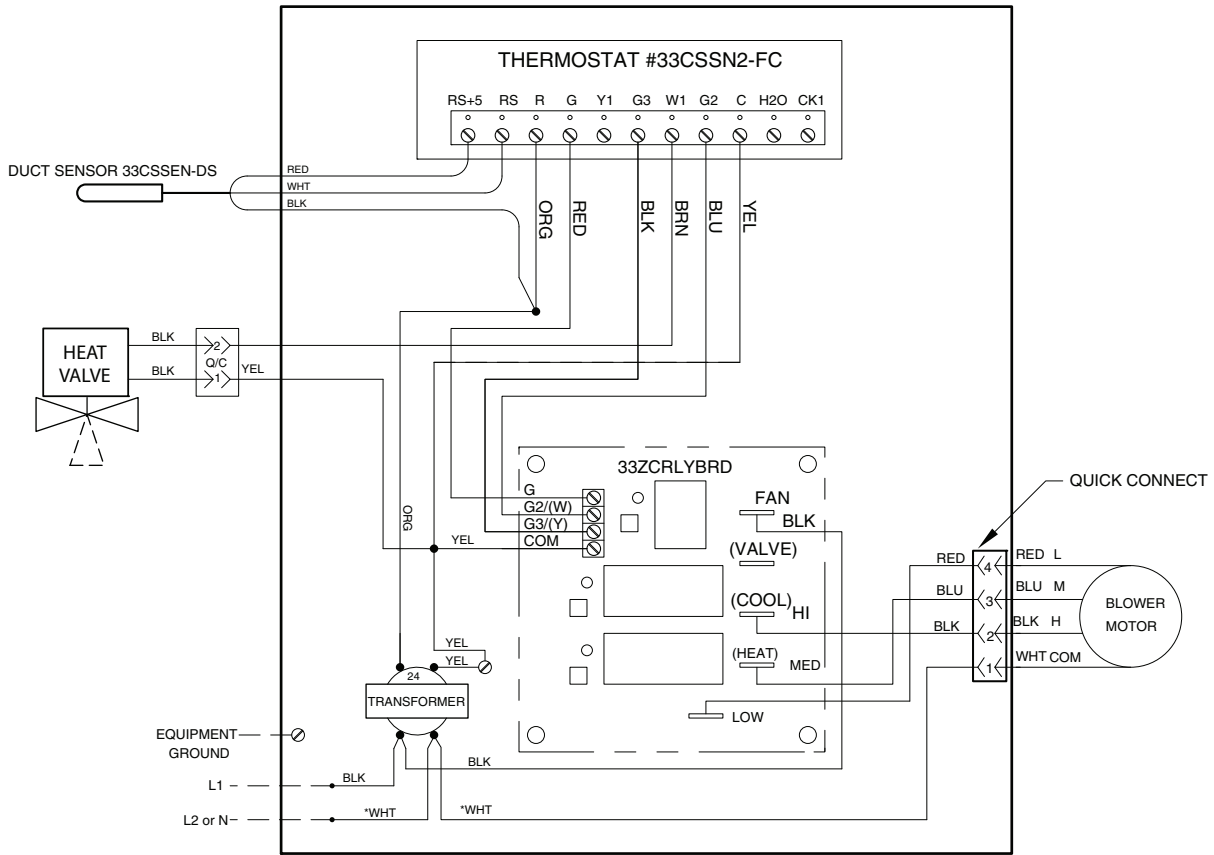 THERMOSTAT #33CSSN2-FC
RS+5 RS R G Y1 G3 W1 G2 C H2O CK1
DUCT SENSOR 33CSSEN-DS
RED
WHT
BLK
ORG
RED
BLK
BRN
BLU
YEL
HEAT
VALVE
BLK
BLK
2
Q/C
1
YEL
33ZCRLYBRD
G
G2/(W)
G3/(Y)
COM
FAN
BLK
(VALVE)
(COOL)
HI
(HEAT)
MED
LOW
ORG
YEL
YEL
YEL
24
TRANSFORMER
QUICK CONNECT
RED 4 RED L
BLU 3 BLU M
BLK 2 BLK H
1 WHT COM
BLOWER
MOTOR
EQUIPMENT
GROUND
BLK
L1
BLK
L2 or N
*WHT
*WHT